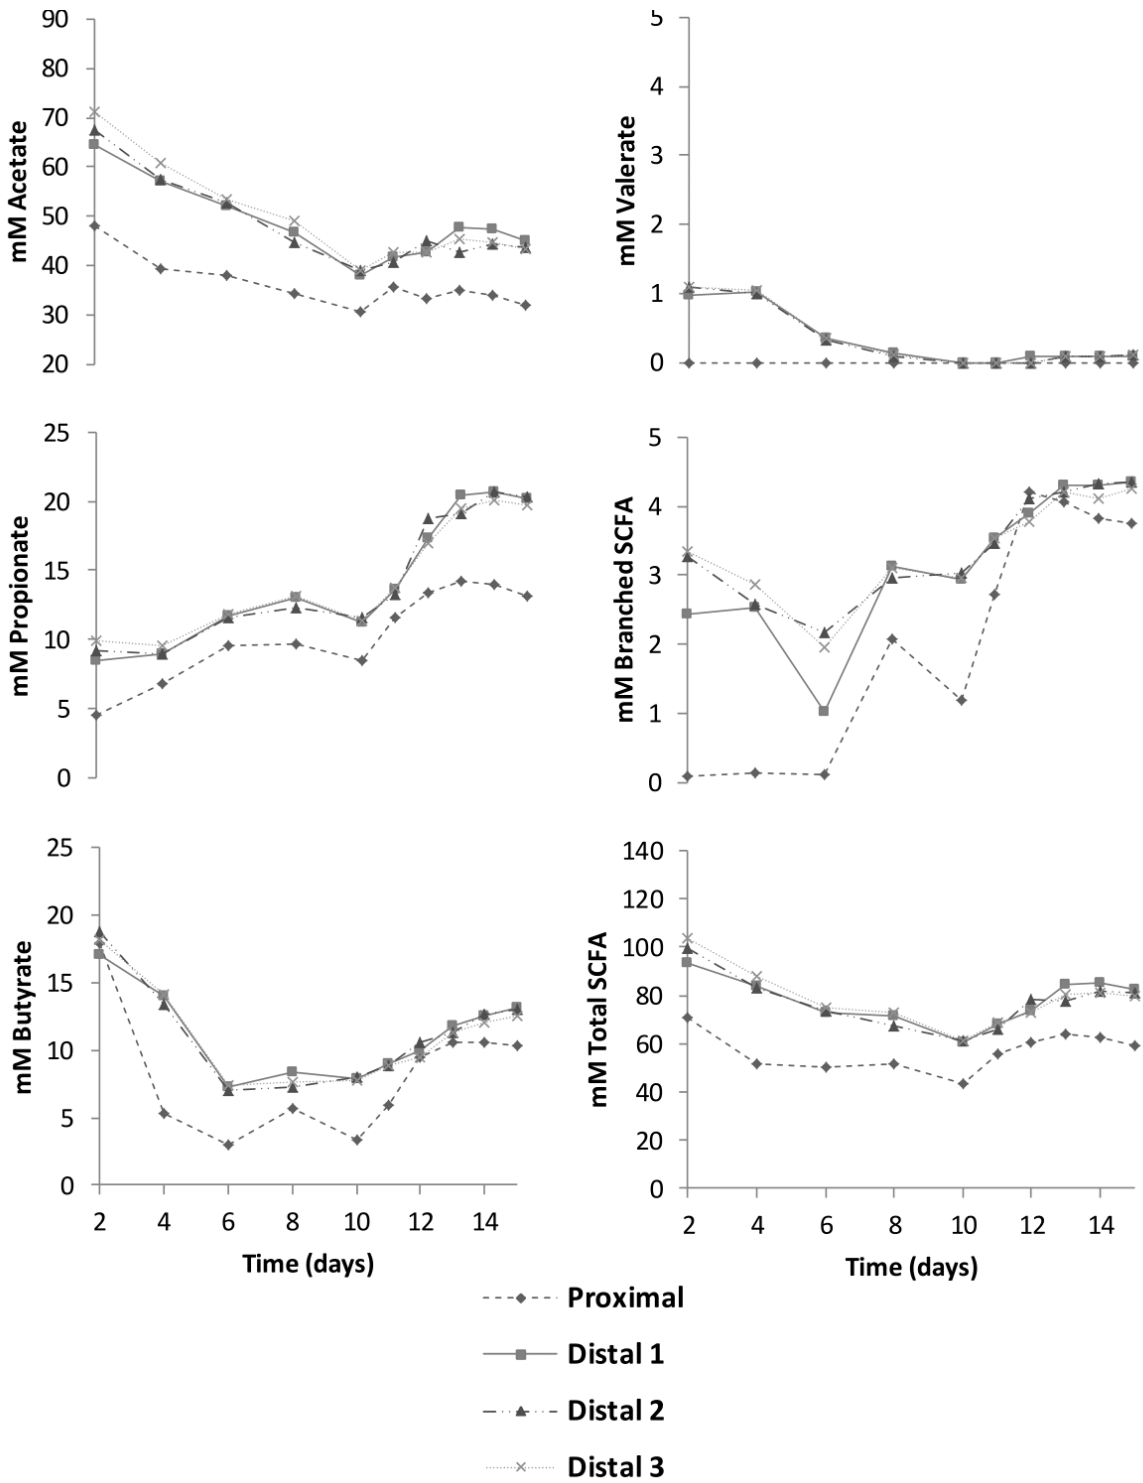 mM Acetate
90
80
70
60
50
40
30
20
mM Valerate
5
4
3
2
1
0
mM Propionate
25
20
15
10
5
0
mM Branched SCFA
5
4
3
2
1
0
mM Butyrate
25
20
15
10
5
0
2 4 6 8 10 12 14
Time (days)
mM Total SCFA
140
120
100
80
60
40
20
0
2 4 6 8 10 12 14
Time (days)
Proximal
Distal 1
Distal 2
Distal 3